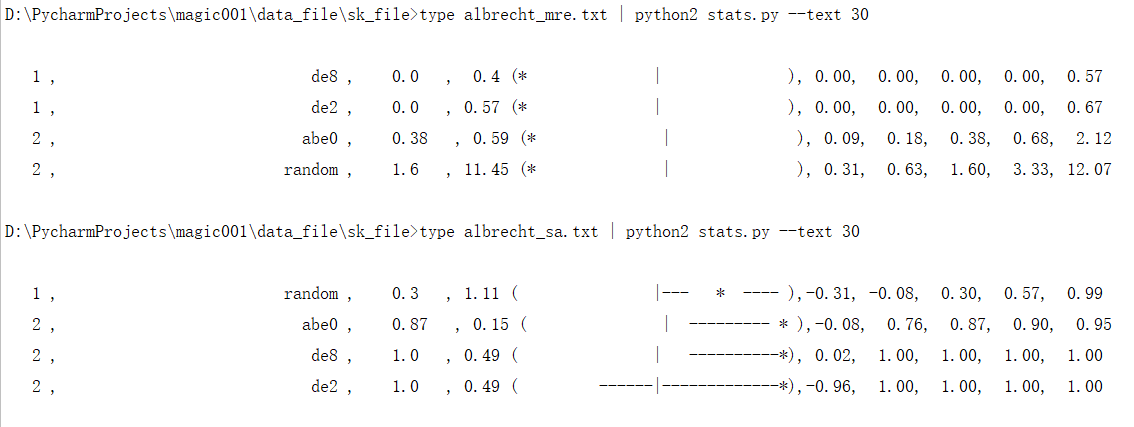 D:\PycharmProjects\magic001\data_file\sk_file>type albrecht_mre.txt | python2 stats.py --text 30
1 , de8 , 0.0 , 0.4 (* | ), 0.00, 0.00, 0.00, 0.00, 0.57
1 , de2 , 0.0 , 0.57 (* | ), 0.00, 0.00, 0.00, 0.00, 0.67
2 , abe0 , 0.38 , 0.59 (* | ), 0.09, 0.18, 0.38, 0.68, 2.12
2 , random , 1.6 , 11.45 (* | ), 0.31, 0.63, 1.60, 3.33, 12.07
D:\PycharmProjects\magic001\data_file\sk_file>type albrecht_sa.txt | python2 stats.py --text 30
1 , random , 0.3 , 1.11 ( |--- * ---- ),-0.31, -0.08, 0.30, 0.57, 0.99
2 , abe0 , 0.87 , 0.15 ( | --------- * ),-0.08, 0.76, 0.87, 0.90, 0.95
2 , de8 , 1.0 , 0.49 ( | ----------*), 0.02, 1.00, 1.00, 1.00, 1.00
2 , de2 , 1.0 , 0.49 ( ------|-------------*),-0.96, 1.00, 1.00, 1.00, 1.00